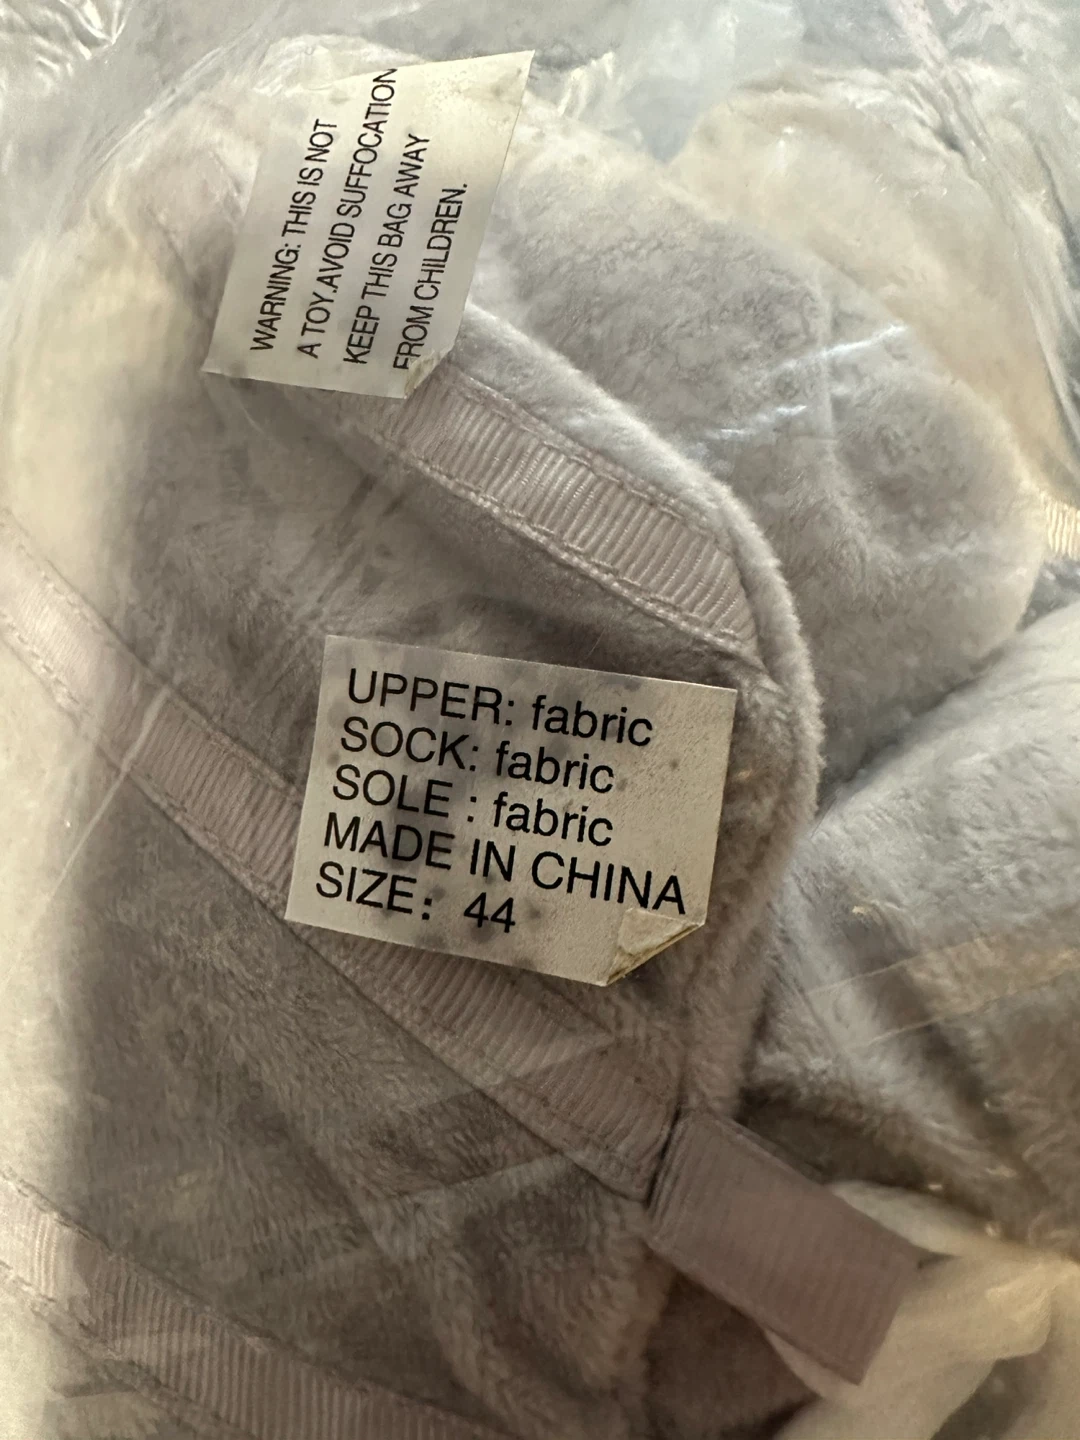 WARNING: THIS IS NOT
A TOY.AVOID SUFFOCATION
KEEP THIS BAG AWAY
FROM CHILDREN.
UPPER: fabric
SOCK: fabric
SOLE : fabric
MADE IN CHINA
SIZE: 44